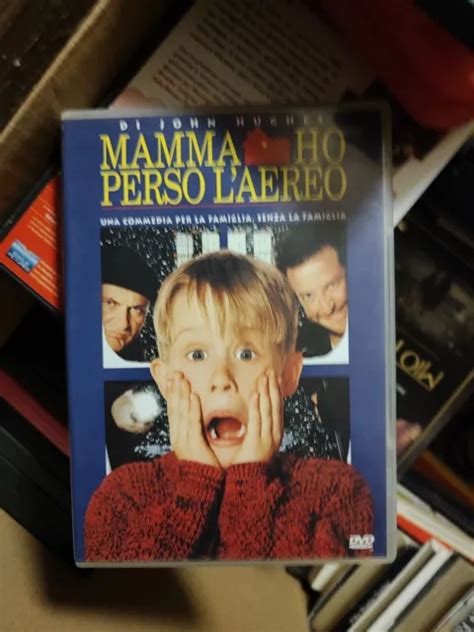 DI JOHN HUGHES
MAMMA HO
PERSO L'AEREO
UNA COMMEDIA PER LA FAMIGLIA, SENZA LA FAMIGLIA
DVD